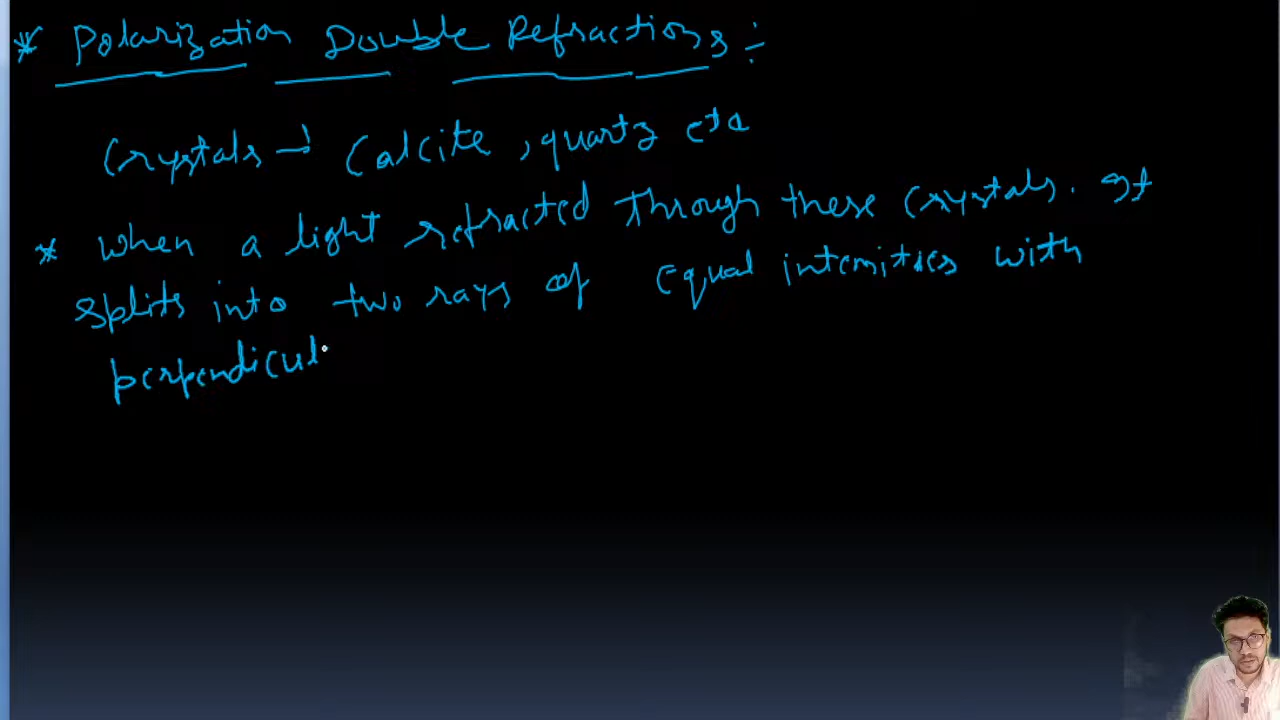 * Polarization Double Refractions :-
Crystals → Calcite, quartz etc
* When a light refracted Through these Crystals. It
splits into two rays of equal intensities with
perpendicul